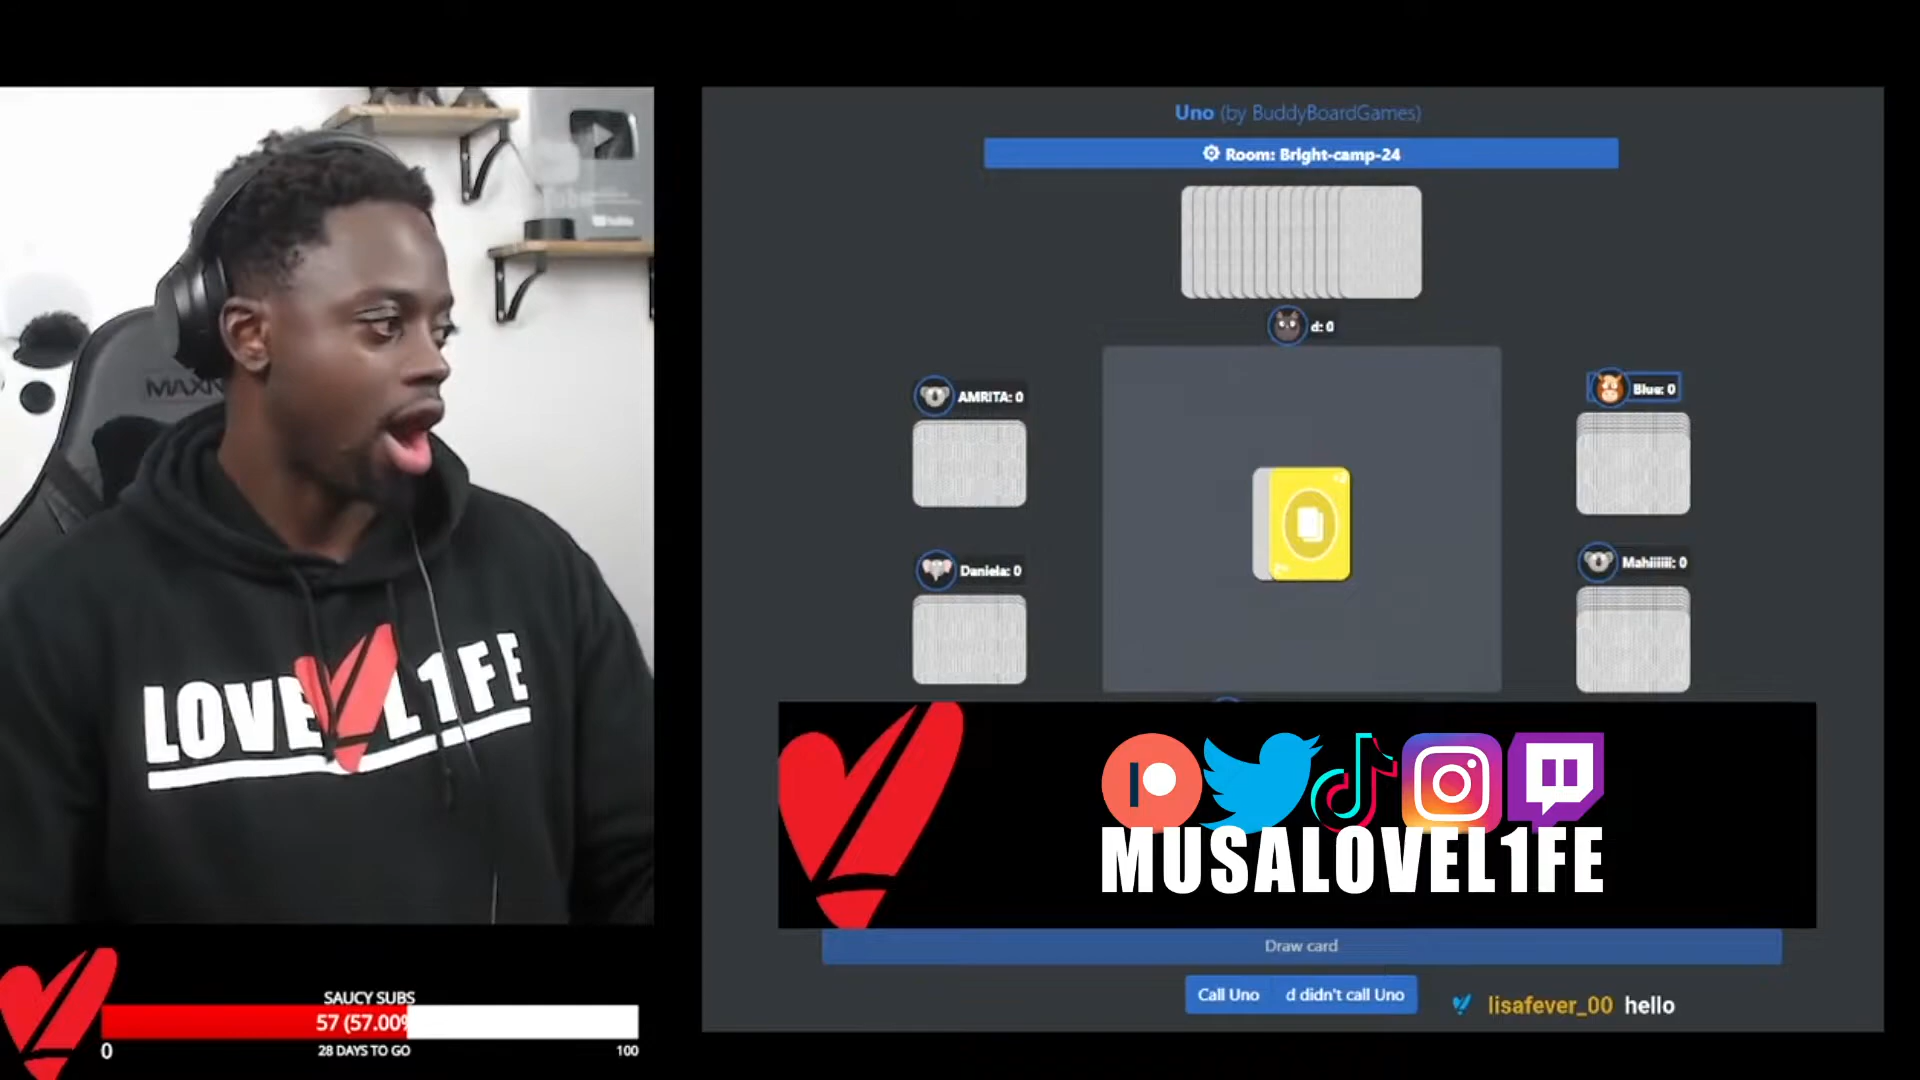 Uno (by BuddyBoardGames)
Room: Bright-camp-24
d: 0
AMRITA: 0
Blue: 0
Daniela: 0
Mahiiiiiii: 0
LOVE L1FE
MUSALOVEL1FE
Draw card
Call Uno
d didn't call Uno
lisafever_00 hello
SAUCY SUBS
57 (57.00%
0
28 DAYS TO GO
100